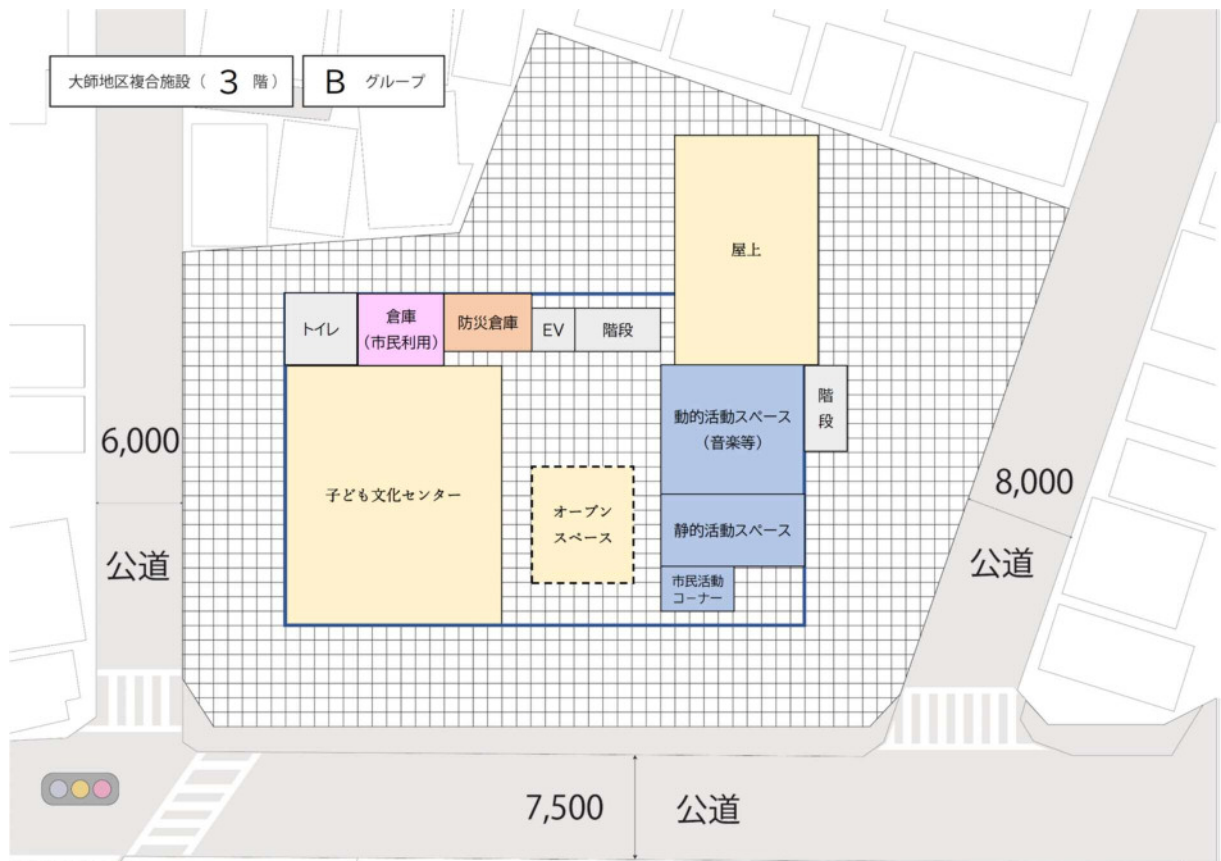 大師地区複合施設（ 3 階）
B グループ
屋上
トイレ
倉庫
（市民利用）
防災倉庫
EV
階段
動的活動スペース
（音楽等）
階
段
6,000
公道
子ども文化センター
オープン
スペース
静的活動スペース
市民活動
コーナー
8,000
公道
7,500
公道